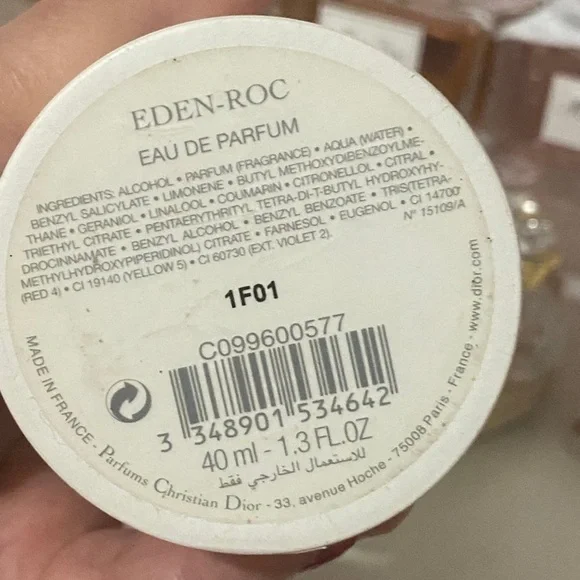 EDEN-ROC
EAU DE PARFUM
INGREDIENTS: ALCOHOL • PARFUM (FRAGRANCE) • AQUA (WATER) •
BENZYL SALICYLATE • LIMONENE • BUTYL METHOXYDIBENZOYLME-
THANE • GERANIOL • LINALOOL • COUMARIN • CITRONELLOL • CITRAL •
TRIETHYL CITRATE • PENTAERYTHRITYL TETRA-DI-T-BUTYL HYDROXYHY-
DROCINNAMATE • BENZYL ALCOHOL • BENZYL BENZOATE • TRIS(TETRA-
METHYLHYDROXYPIPERIDINOL) CITRATE • FARNESOL • EUGENOL • CI 14700
(RED 4) • CI 19140 (YELLOW 5) • CI 60730 (EXT. VIOLET 2).
N° 15109/A
1F01
C099600577
3 348901 534642
40 ml - 1.3 FL.OZ
للاستعمال الخارجي فقط
MADE IN FRANCE - Parfums Christian Dior - 33, avenue Hoche - 75008 Paris - France - www.dior.com